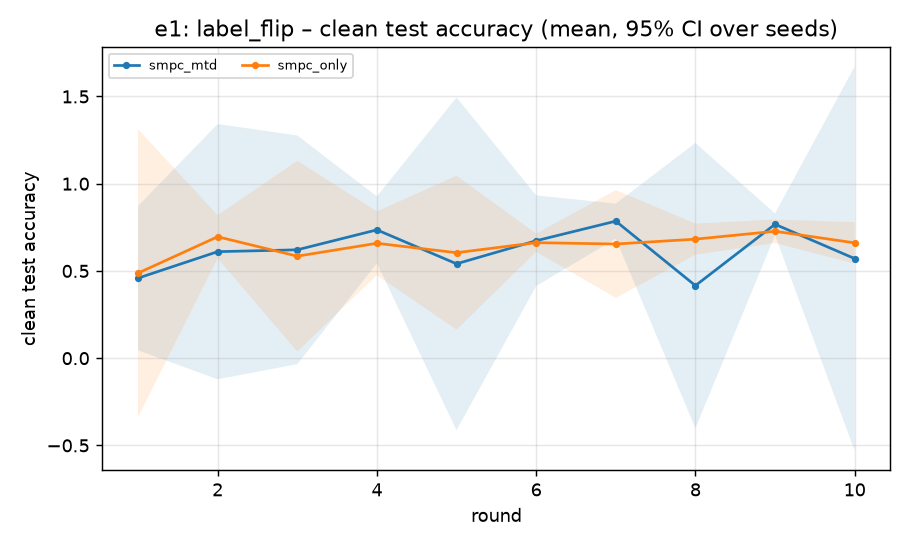 e1: label_flip – clean test accuracy (mean, 95% CI over seeds)
smpc_mtd smpc_only
clean test accuracy
1.5
1.0
0.5
0.0
−0.5
2 4 6 8 10
round